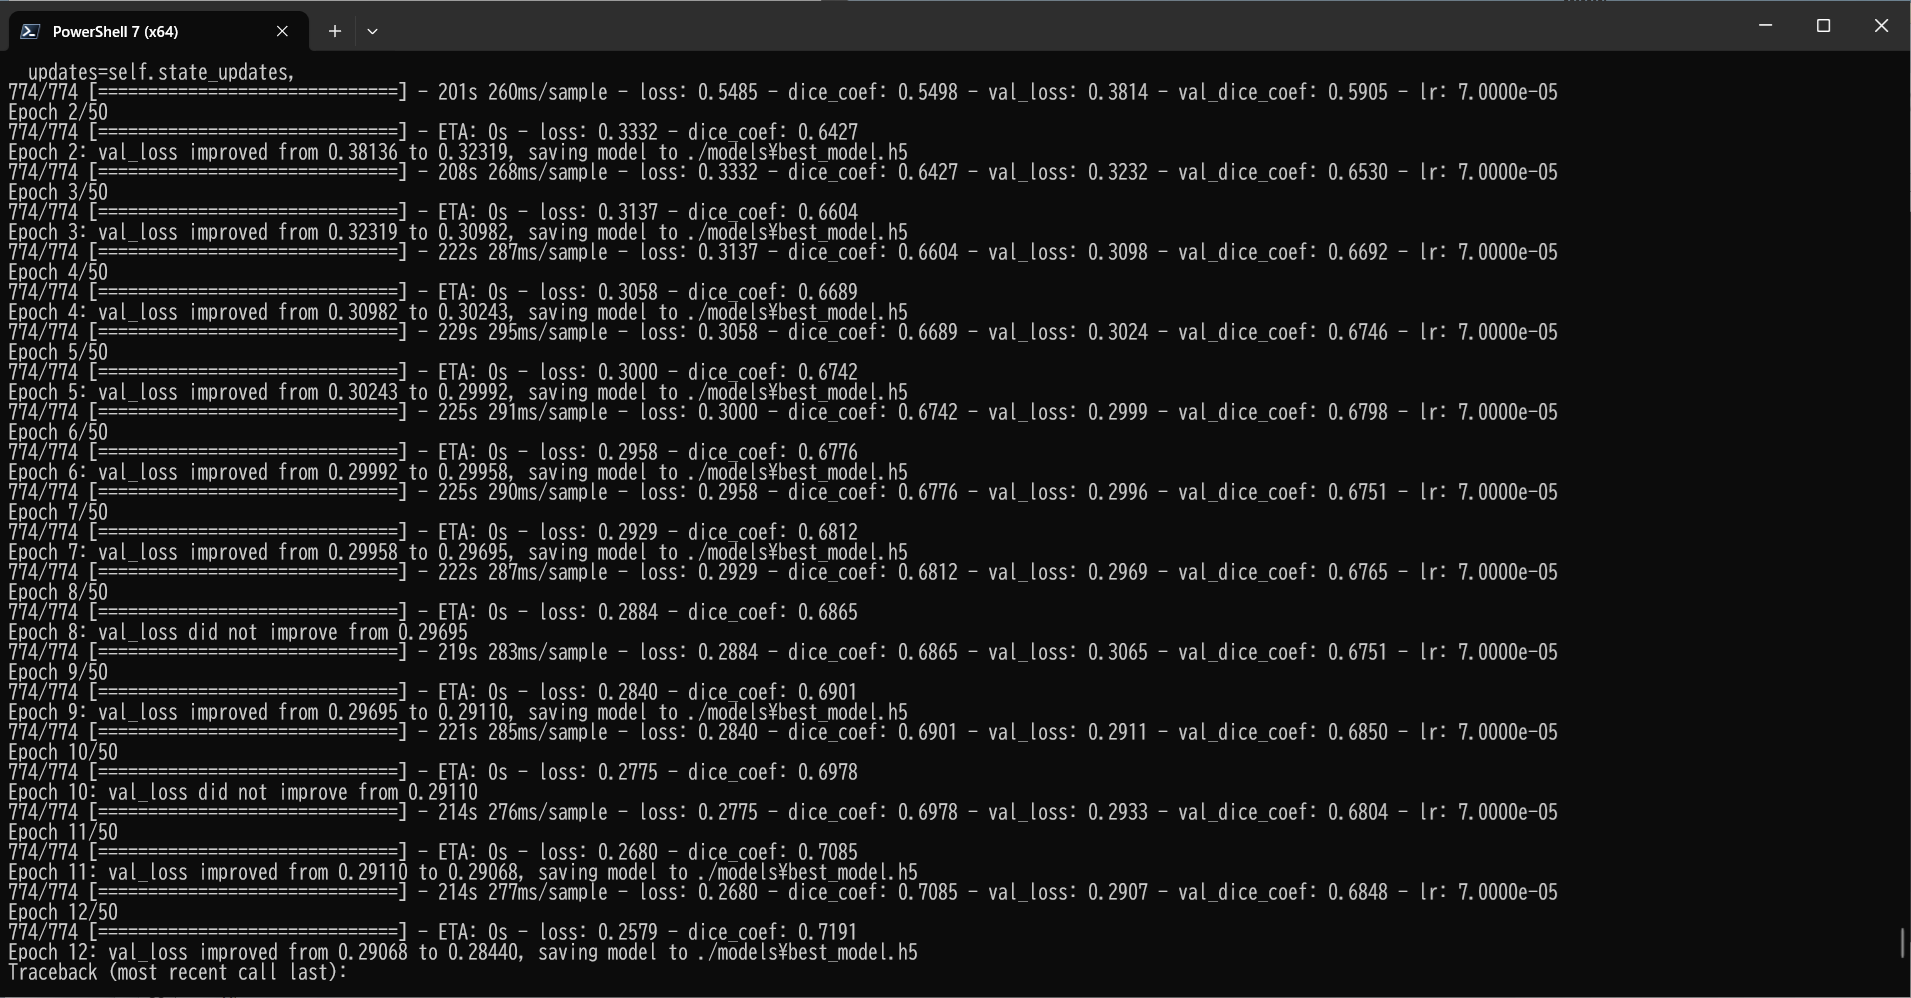 PowerShell 7 (x64)
updates=self.state_updates,
774/774 [==============================] - 201s 260ms/sample - loss: 0.5485 - dice_coef: 0.5498 - val_loss: 0.3814 - val_dice_coef: 0.5905 - lr: 7.0000e-05
Epoch 2/50
774/774 [==============================] - ETA: 0s - loss: 0.3332 - dice_coef: 0.6427
Epoch 2: val_loss improved from 0.38136 to 0.32319, saving model to ./models¥best_model.h5
774/774 [==============================] - 208s 268ms/sample - loss: 0.3332 - dice_coef: 0.6427 - val_loss: 0.3232 - val_dice_coef: 0.6530 - lr: 7.0000e-05
Epoch 3/50
774/774 [==============================] - ETA: 0s - loss: 0.3137 - dice_coef: 0.6604
Epoch 3: val_loss improved from 0.32319 to 0.30982, saving model to ./models¥best_model.h5
774/774 [==============================] - 222s 287ms/sample - loss: 0.3137 - dice_coef: 0.6604 - val_loss: 0.3098 - val_dice_coef: 0.6692 - lr: 7.0000e-05
Epoch 4/50
774/774 [==============================] - ETA: 0s - loss: 0.3058 - dice_coef: 0.6689
Epoch 4: val_loss improved from 0.30982 to 0.30243, saving model to ./models¥best_model.h5
774/774 [==============================] - 229s 295ms/sample - loss: 0.3058 - dice_coef: 0.6689 - val_loss: 0.3024 - val_dice_coef: 0.6746 - lr: 7.0000e-05
Epoch 5/50
774/774 [==============================] - ETA: 0s - loss: 0.3000 - dice_coef: 0.6742
Epoch 5: val_loss improved from 0.30243 to 0.29992, saving model to ./models¥best_model.h5
774/774 [==============================] - 225s 291ms/sample - loss: 0.3000 - dice_coef: 0.6742 - val_loss: 0.2999 - val_dice_coef: 0.6798 - lr: 7.0000e-05
Epoch 6/50
774/774 [==============================] - ETA: 0s - loss: 0.2958 - dice_coef: 0.6776
Epoch 6: val_loss improved from 0.29992 to 0.29958, saving model to ./models¥best_model.h5
774/774 [==============================] - 225s 290ms/sample - loss: 0.2958 - dice_coef: 0.6776 - val_loss: 0.2996 - val_dice_coef: 0.6751 - lr: 7.0000e-05
Epoch 7/50
774/774 [==============================] - ETA: 0s - loss: 0.2929 - dice_coef: 0.6812
Epoch 7: val_loss improved from 0.29958 to 0.29695, saving model to ./models¥best_model.h5
774/774 [==============================] - 222s 287ms/sample - loss: 0.2929 - dice_coef: 0.6812 - val_loss: 0.2969 - val_dice_coef: 0.6765 - lr: 7.0000e-05
Epoch 8/50
774/774 [==============================] - ETA: 0s - loss: 0.2884 - dice_coef: 0.6865
Epoch 8: val_loss did not improve from 0.29695
774/774 [==============================] - 219s 283ms/sample - loss: 0.2884 - dice_coef: 0.6865 - val_loss: 0.3065 - val_dice_coef: 0.6751 - lr: 7.0000e-05
Epoch 9/50
774/774 [==============================] - ETA: 0s - loss: 0.2840 - dice_coef: 0.6901
Epoch 9: val_loss improved from 0.29695 to 0.29110, saving model to ./models¥best_model.h5
774/774 [==============================] - 221s 285ms/sample - loss: 0.2840 - dice_coef: 0.6901 - val_loss: 0.2911 - val_dice_coef: 0.6850 - lr: 7.0000e-05
Epoch 10/50
774/774 [==============================] - ETA: 0s - loss: 0.2775 - dice_coef: 0.6978
Epoch 10: val_loss did not improve from 0.29110
774/774 [==============================] - 214s 276ms/sample - loss: 0.2775 - dice_coef: 0.6978 - val_loss: 0.2933 - val_dice_coef: 0.6804 - lr: 7.0000e-05
Epoch 11/50
774/774 [==============================] - ETA: 0s - loss: 0.2680 - dice_coef: 0.7085
Epoch 11: val_loss improved from 0.29110 to 0.29068, saving model to ./models¥best_model.h5
774/774 [==============================] - 214s 277ms/sample - loss: 0.2680 - dice_coef: 0.7085 - val_loss: 0.2907 - val_dice_coef: 0.6848 - lr: 7.0000e-05
Epoch 12/50
774/774 [==============================] - ETA: 0s - loss: 0.2579 - dice_coef: 0.7191
Epoch 12: val_loss improved from 0.29068 to 0.28440, saving model to ./models¥best_model.h5
Traceback (most recent call last):